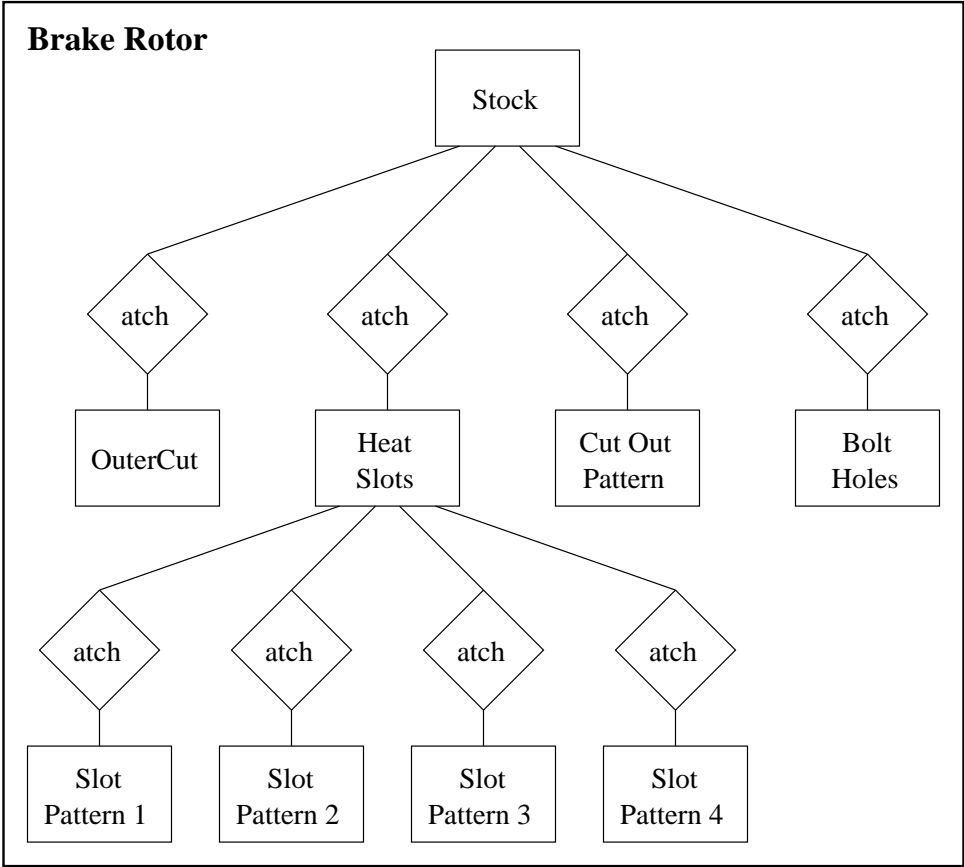 Brake Rotor
Stock
atch
atch
atch
atch
OuterCut
Heat
Slots
Cut Out
Pattern
Bolt
Holes
atch
atch
atch
atch
Slot
Pattern 1
Slot
Pattern 2
Slot
Pattern 3
Slot
Pattern 4